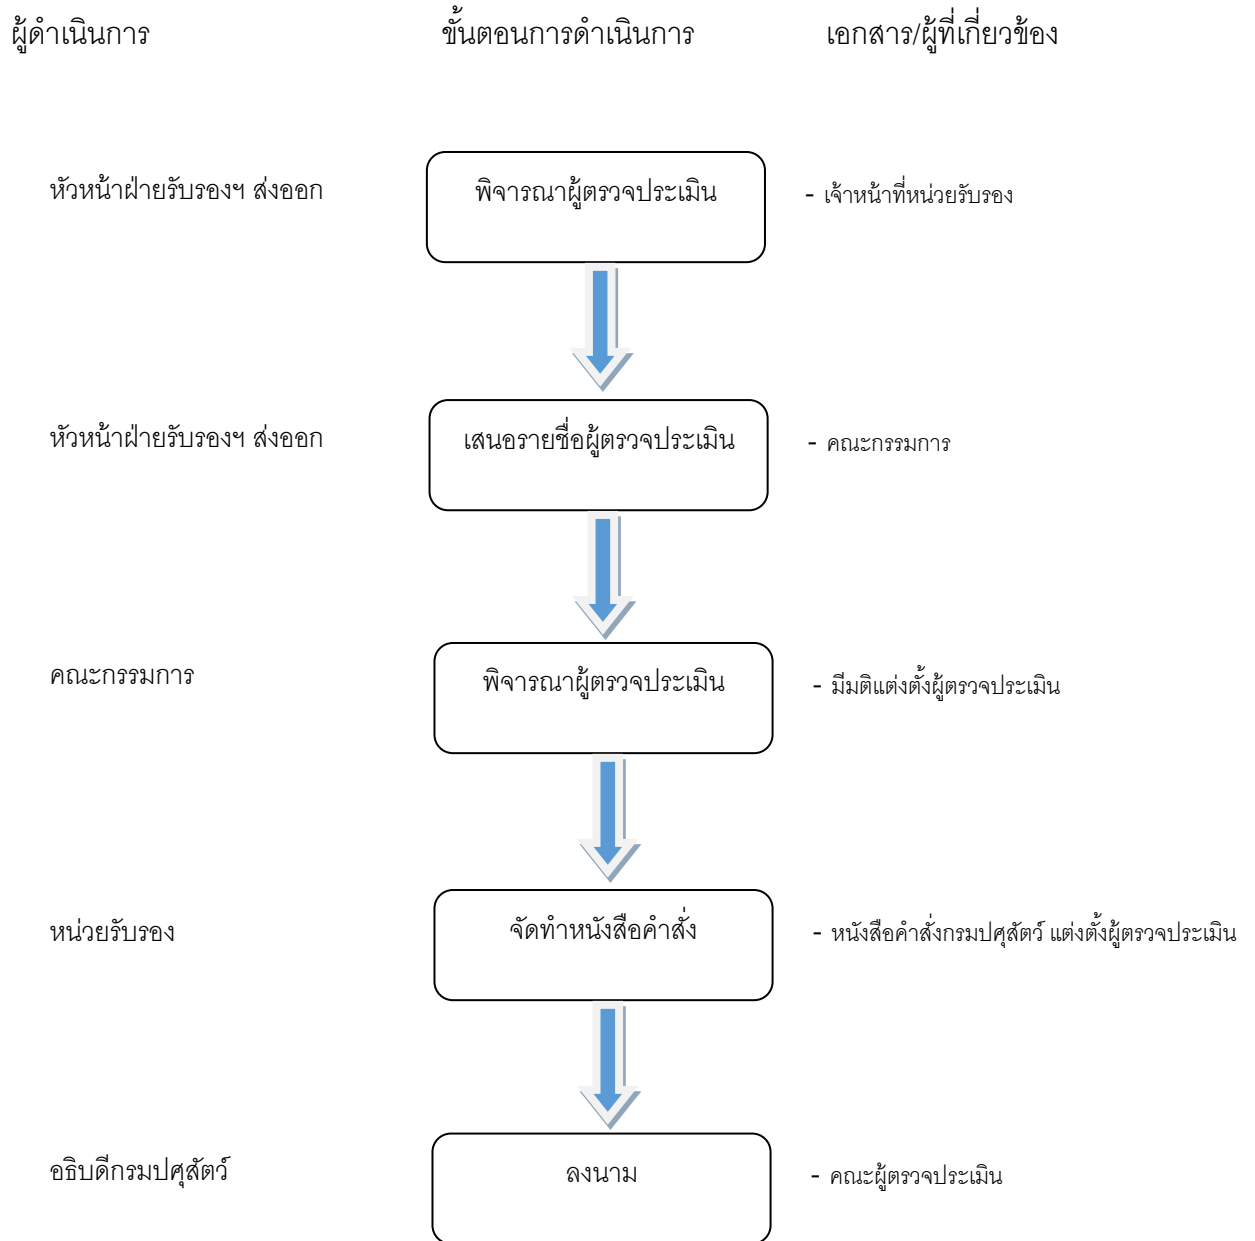 ผู้ดำเนินการ ขั้นตอนการดำเนินการ เอกสาร/ผู้ที่เกี่ยวข้อง
หัวหน้าฝ่ายรับรองฯ ส่งออก พิจารณาผู้ตรวจประเมิน - เจ้าหน้าที่หน่วยรับรอง
หัวหน้าฝ่ายรับรองฯ ส่งออก เสนอรายชื่อผู้ตรวจประเมิน - คณะกรรมการ
คณะกรรมการ พิจารณาผู้ตรวจประเมิน - มีมติแต่งตั้งผู้ตรวจประเมิน
หน่วยรับรอง จัดทำหนังสือคำสั่ง - หนังสือคำสั่งกรมปศุสัตว์ แต่งตั้งผู้ตรวจประเมิน
อธิบดีกรมปศุสัตว์ ลงนาม - คณะผู้ตรวจประเมิน